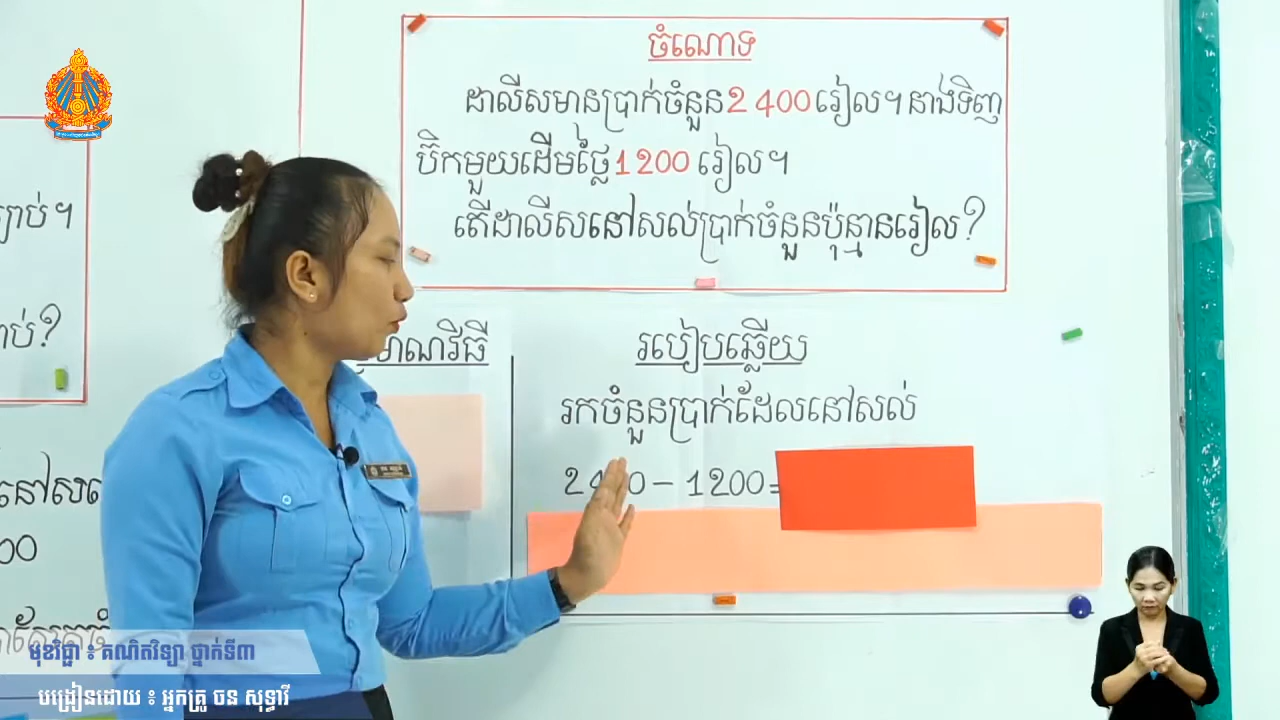 ចំណោទ
ដាលីសមានប្រាក់ចំនួន 2 400 រៀល។ នាងទិញ
ប៊ិកមួយដើមថ្លៃ 1 200 រៀល។
តើដាលីសនៅសល់ប្រាក់ចំនួនប៉ុន្មានរៀល?
របៀបឆ្លើយ
រកចំនួនប្រាក់ដែលនៅសល់
- 1 200 =
មុខវិជ្ជា ៖ គណិតវិទ្យា ថ្នាក់ទី៣
បង្រៀនដោយ ៖ អ្នកគ្រូ ចន សុទ្ធាវី